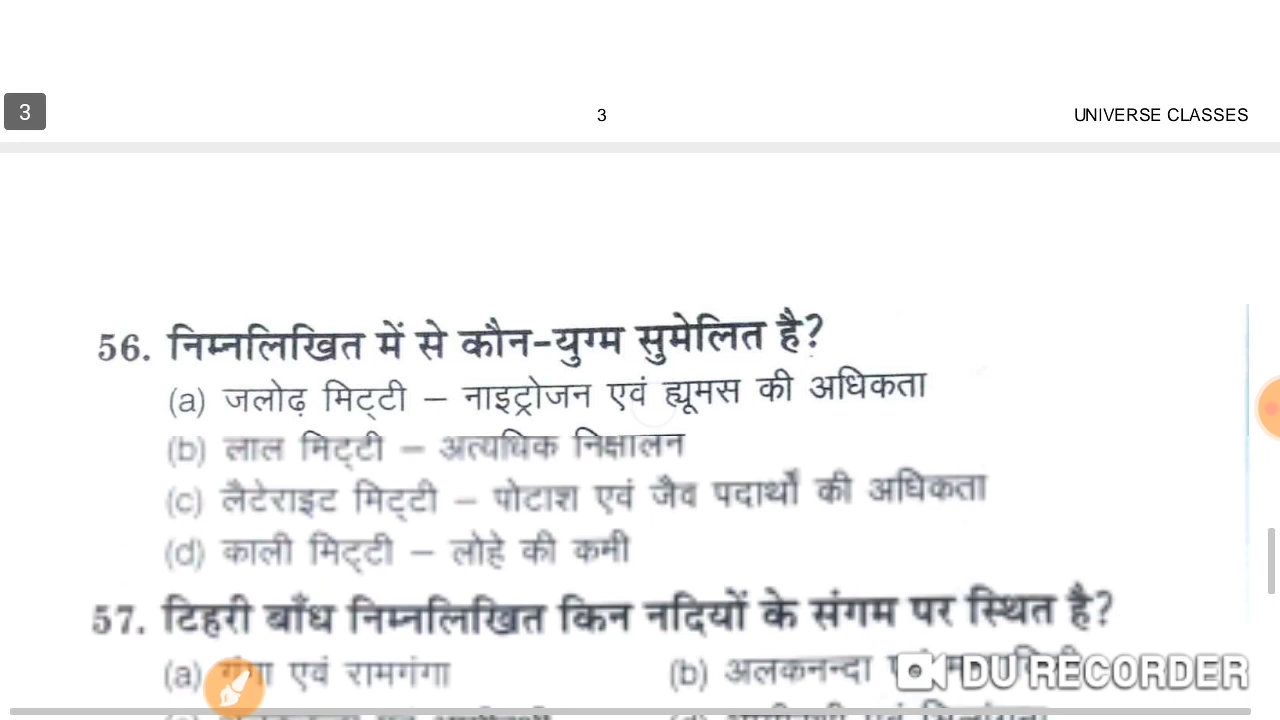 3
3
UNIVERSE CLASSES
56. निम्नलिखित में से कौन-युग्म सुमेलित है?
(a) जलोढ़ मिट्टी – नाइट्रोजन एवं ह्यूमस की अधिकता
(b) लाल मिट्टी – अत्यधिक निक्षालन
(c) लैटेराइट मिट्टी – पोटाश एवं जैव पदार्थों की अधिकता
(d) काली मिट्टी – लोहे की कमी
57. टिहरी बाँध निम्नलिखित किन नदियों के संगम पर स्थित है?
(a) गंगा एवं रामगंगा
(b) अलकनन्दा
DU RECORDER